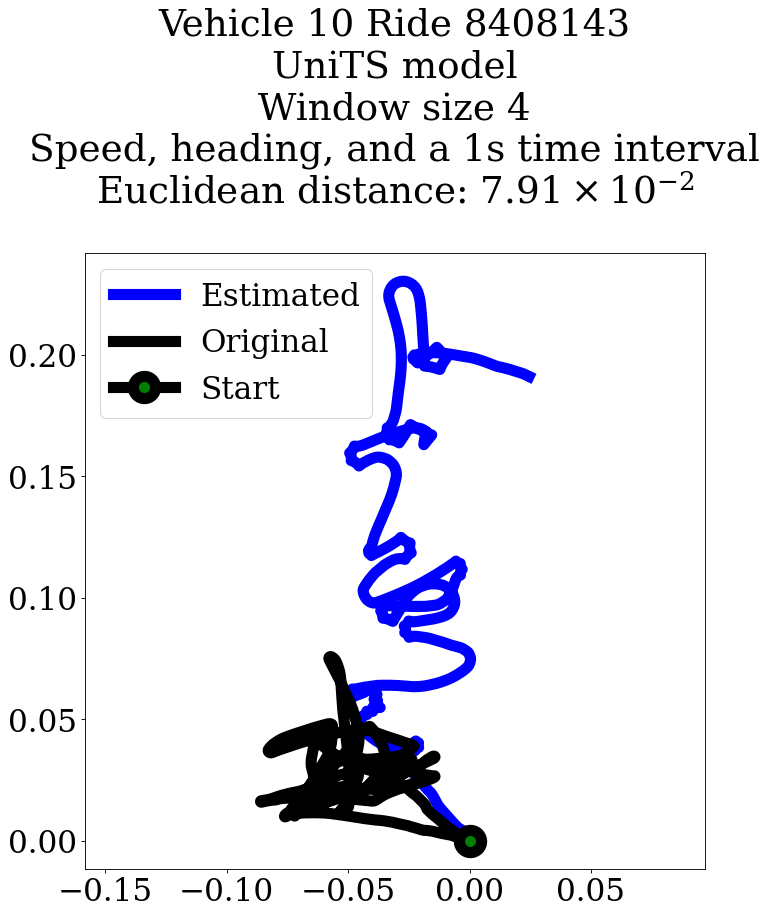 Vehicle 10 Ride 8408143
UniTS model
Window size 4
Speed, heading, and a 1s time interval
Euclidean distance: 7.91 × 10⁻²
Estimated
Original
Start
0.20
0.15
0.10
0.05
0.00
−0.15 −0.10 −0.05 0.00 0.05